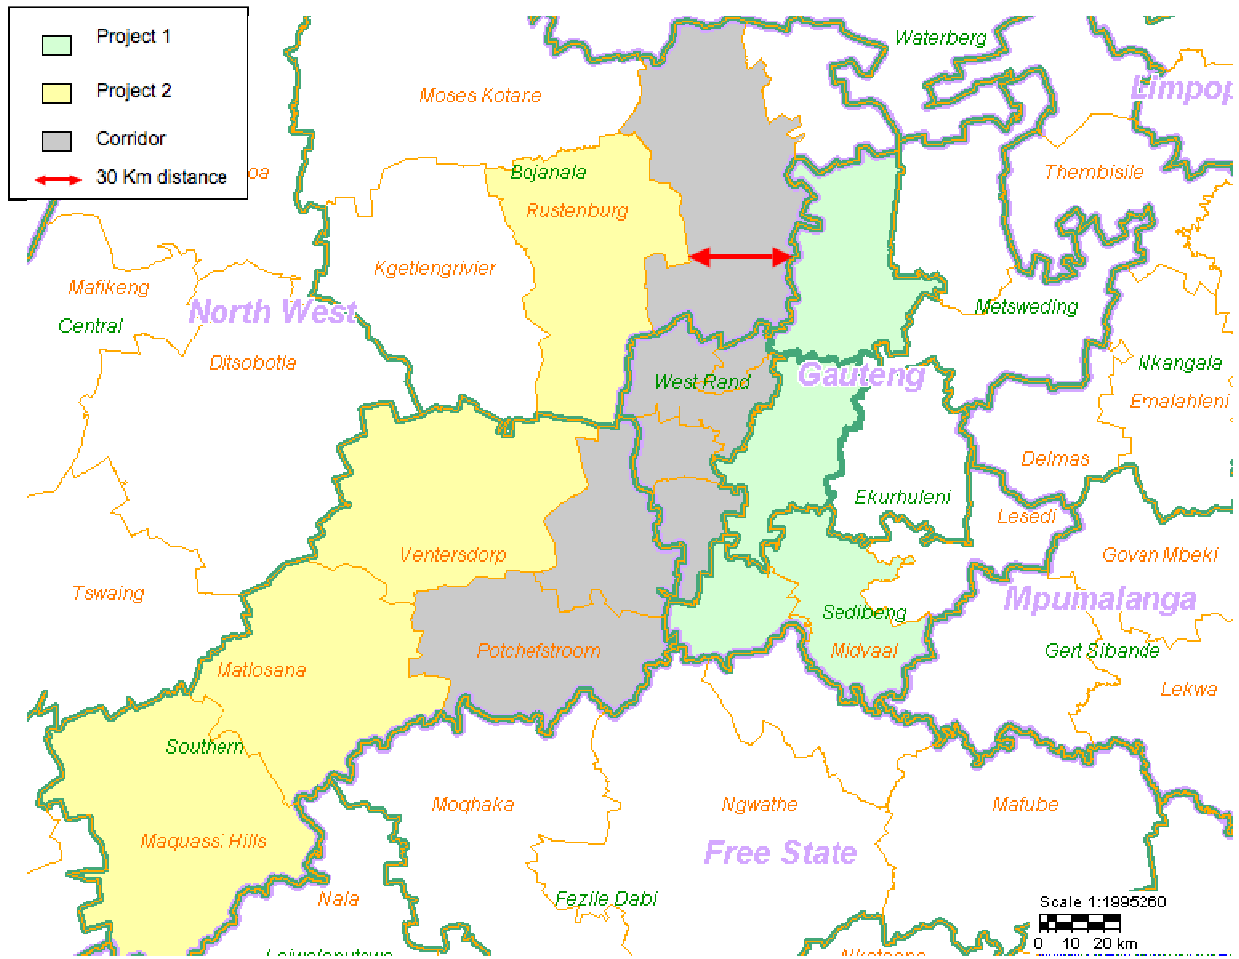 Project 1
Project 2
Corridor
30 Km distance
Waterberg
Limpop
Moses Kotane
oa
Thembisile
Bojanala
Rustenburg
Kgetlengrivier
Mafikeng
Central
North West
Metsweding
Ditsobotla
Nkangala
West Rand
Gauteng
Emalahleni
Delmas
Ekurhuleni
Lesedi
Ventersdorp
Govan Mbeki
Tswaing
Mpumalanga
Sedibeng
Potchefstroom
Midvaal
Gert Sibande
Matlosana
Lekwa
Southern
Moqhaka
Ngwathe
Mafube
Maquassi Hills
Free State
Nala
Fezile Dabi
Scale 1:1995260
0 10 20 km